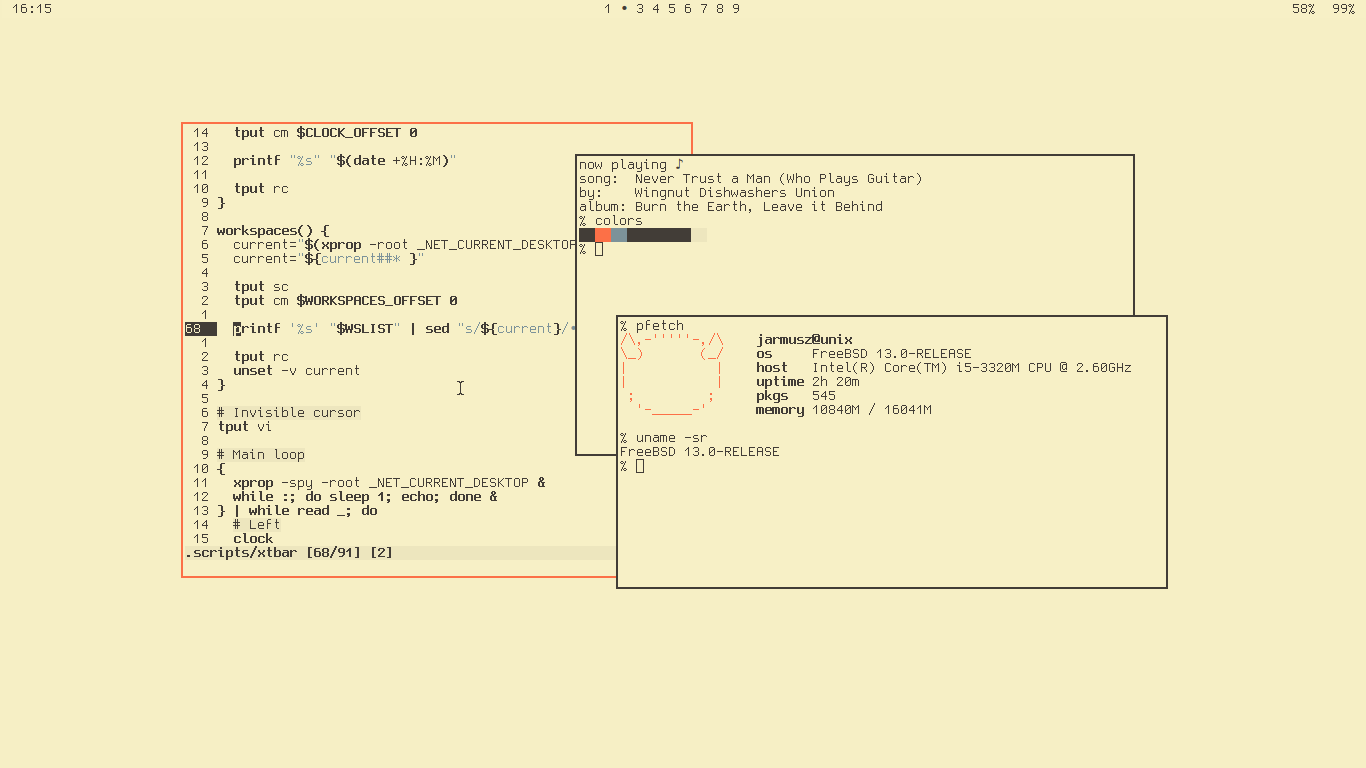 16:15
1 • 3 4 5 6 7 8 9
58% 99%
14 tput cm $CLOCK_OFFSET 0
13
12 printf "%s" "$(date +%H:%M)"
11
10 tput rc
9 }
8
7 workspaces() {
6 current="$(xprop -root _NET_CURRENT_DESKTOP
5 current="${current##* }"
4
3 tput sc
2 tput cm $WORKSPACES_OFFSET 0
1
68 printf '%s' "$WSLIST" | sed "s/${current}/•
1
2 tput rc
3 unset -v current
4 }
5
6 # Invisible cursor
7 tput vi
8
9 # Main loop
10 {
11 xprop -spy -root _NET_CURRENT_DESKTOP &
12 while :; do sleep 1; echo; done &
13 } | while read _; do
14 # Left
15 clock
.scripts/xtbar [68/91] [2]
now playing ♪
song: Never Trust a Man (Who Plays Guitar)
by: Wingnut Dishwashers Union
album: Burn the Earth, Leave it Behind
% colors
%
% pfetch
/\,-'''''-,/\
\_) (_/
| |
| |
; ;
'-_____-'
jarmusz@unix
os FreeBSD 13.0-RELEASE
host Intel(R) Core(TM) i5-3320M CPU @ 2.60GHz
uptime 2h 20m
pkgs 545
memory 10840M / 16041M
% uname -sr
FreeBSD 13.0-RELEASE
%